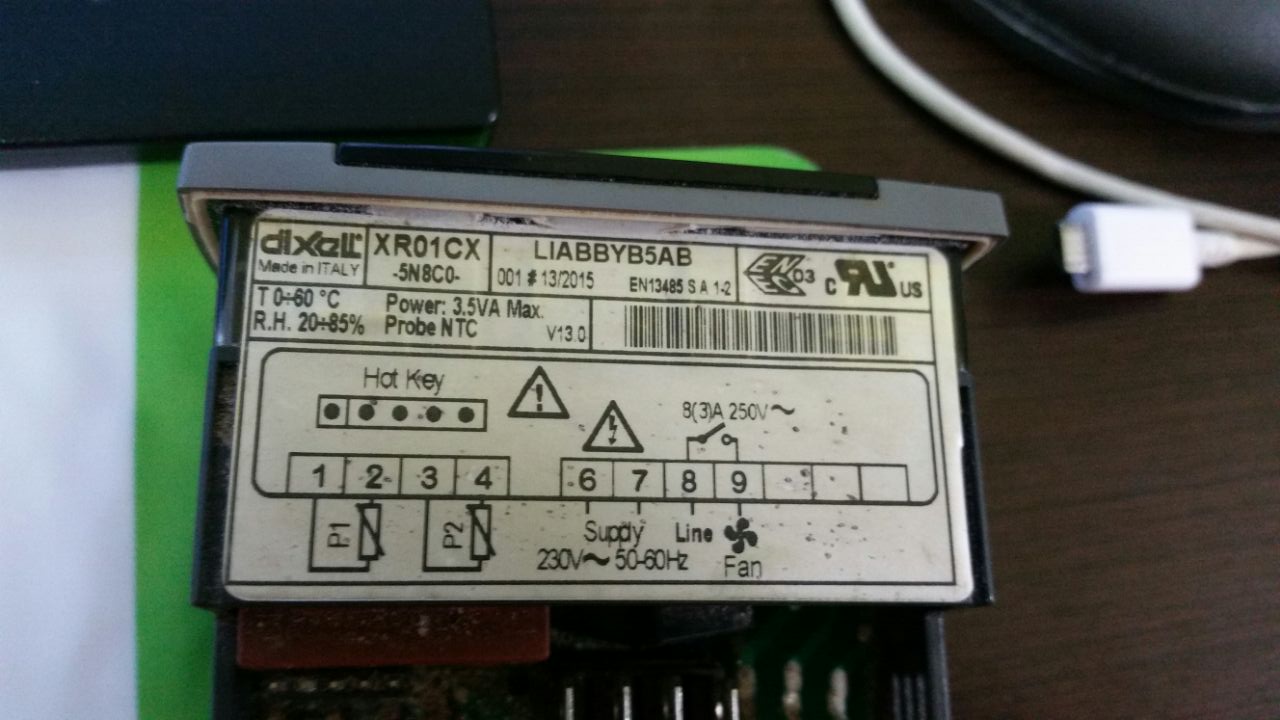 dixell
Made in ITALY
XR01CX
-5N8C0-
LIABBYB5AB
001 # 13/2015 EN13485 S A 1-2
ENEC 03
C RU US
T 0÷60 °C
R.H. 20÷85%
Power: 3.5VA Max.
Probe NTC V13.0
Hot Key
8(3)A 250V~
1 2 3 4 6 7 8 9
P1 P2
Supply Line
230V~ 50-60Hz Fan